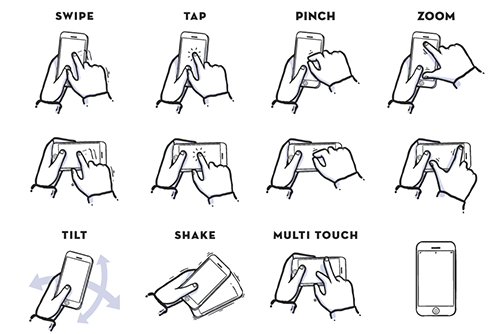 SWIPE TAP PINCH ZOOM
TILT SHAKE MULTI TOUCH